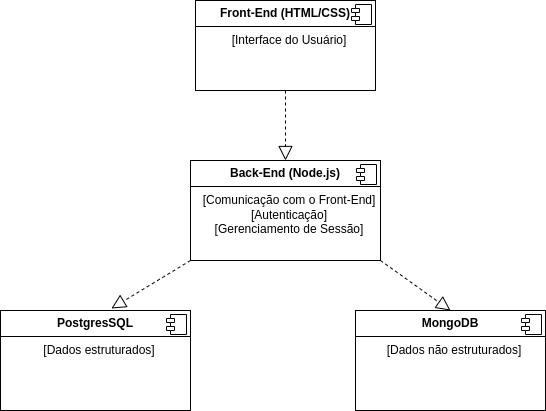 Front-End (HTML/CSS)
[Interface do Usuário]
Back-End (Node.js)
[Comunicação com o Front-End]
[Autenticação]
[Gerenciamento de Sessão]
PostgresSQL
[Dados estruturados]
MongoDB
[Dados não estruturados]